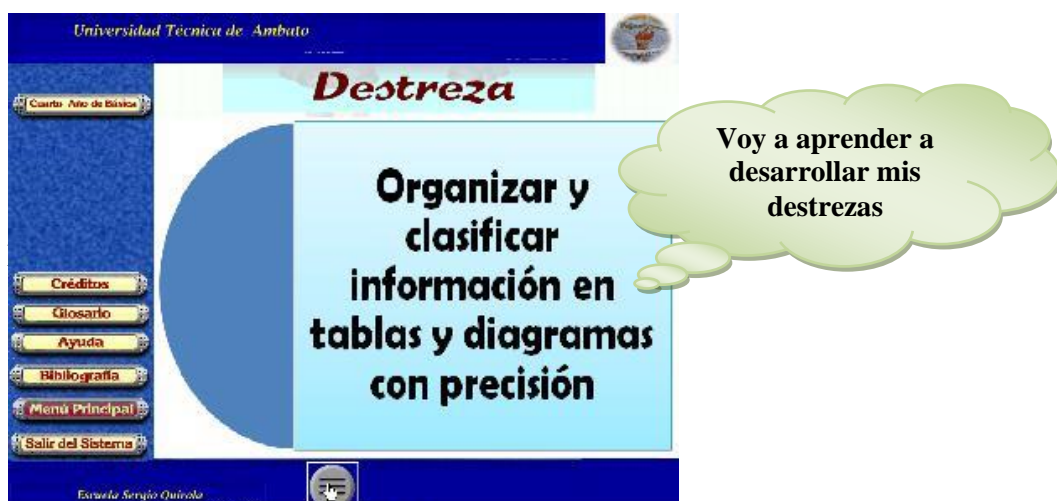 Universidad Técnica de Ambato
Destreza
Cuarto Año de Básica
Voy a aprender a
desarrollar mis
destrezas
Organizar y
clasificar
información en
tablas y diagramas
con precisión
Créditos
Glosario
Ayuda
Bibliografía
Menú Principal
Salir del Sistema
Escuela Sergio Quirola